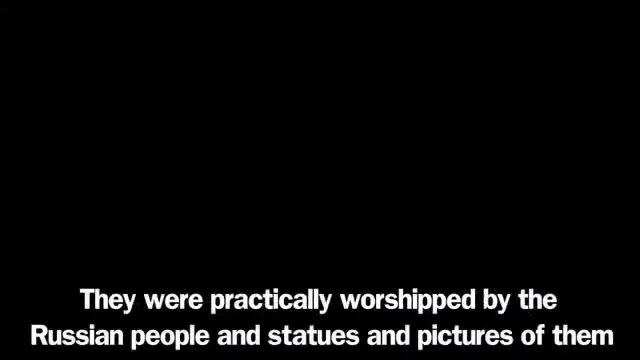 They were practically worshipped by the
Russian people and statues and pictures of them